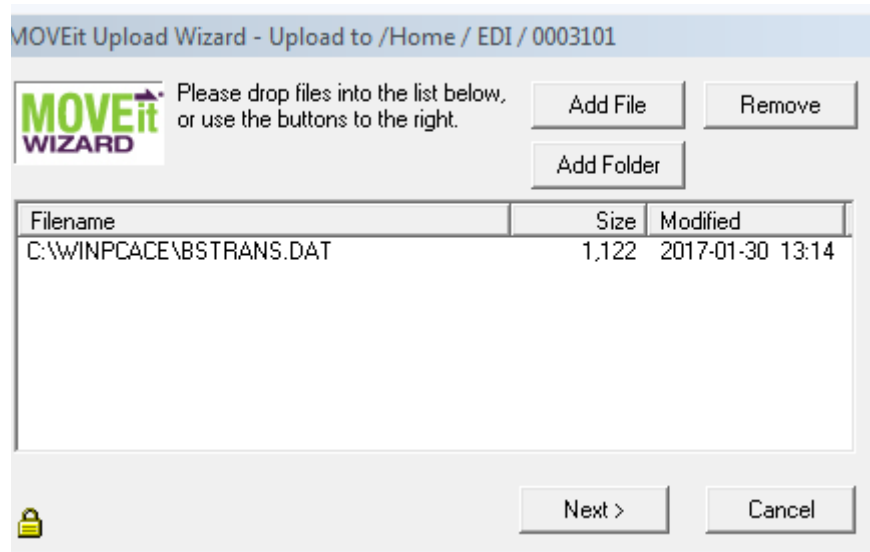 MOVEit Upload Wizard - Upload to /Home / EDI / 0003101
MOVEit
WIZARD
Please drop files into the list below,
or use the buttons to the right.
Add File
Remove
Add Folder
Filename Size Modified
C:\WINPCACE\BSTRANS.DAT 1,122 2017-01-30 13:14
Next >
Cancel